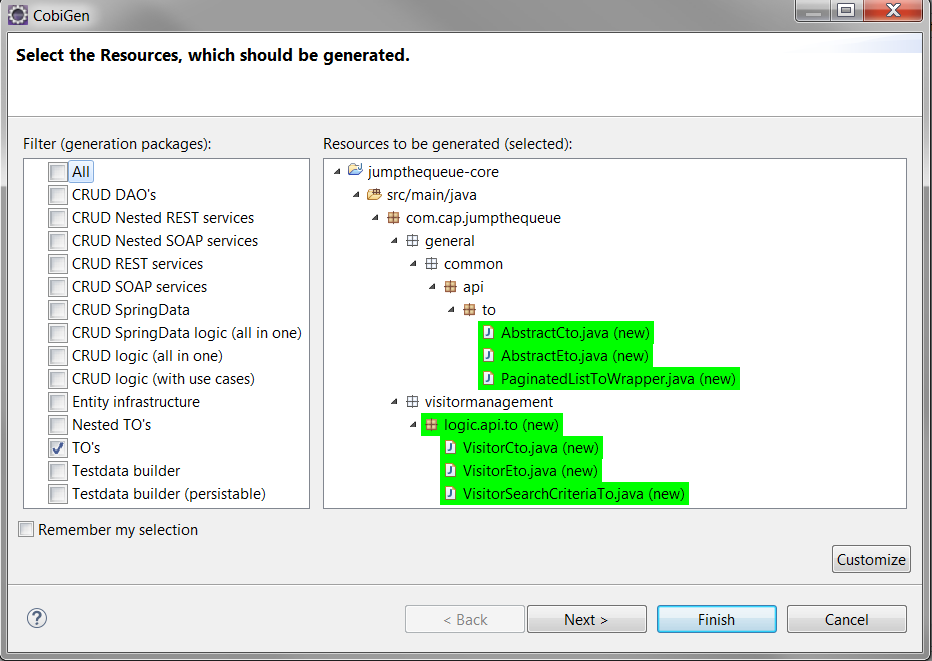 CobiGen
Select the Resources, which should be generated.
Filter (generation packages):
All
CRUD DAO's
CRUD Nested REST services
CRUD Nested SOAP services
CRUD REST services
CRUD SOAP services
CRUD SpringData
CRUD SpringData logic (all in one)
CRUD logic (all in one)
CRUD logic (with use cases)
Entity infrastructure
Nested TO's
TO's
Testdata builder
Testdata builder (persistable)
Resources to be generated (selected):
jumpthequeue-core
src/main/java
com.cap.jumpthequeue
general
common
api
to
AbstractCto.java (new)
AbstractEto.java (new)
PaginatedListToWrapper.java (new)
visitormanagement
logic.api.to (new)
VisitorCto.java (new)
VisitorEto.java (new)
VisitorSearchCriteriaTo.java (new)
Remember my selection
Customize
?
< Back
Next >
Finish
Cancel